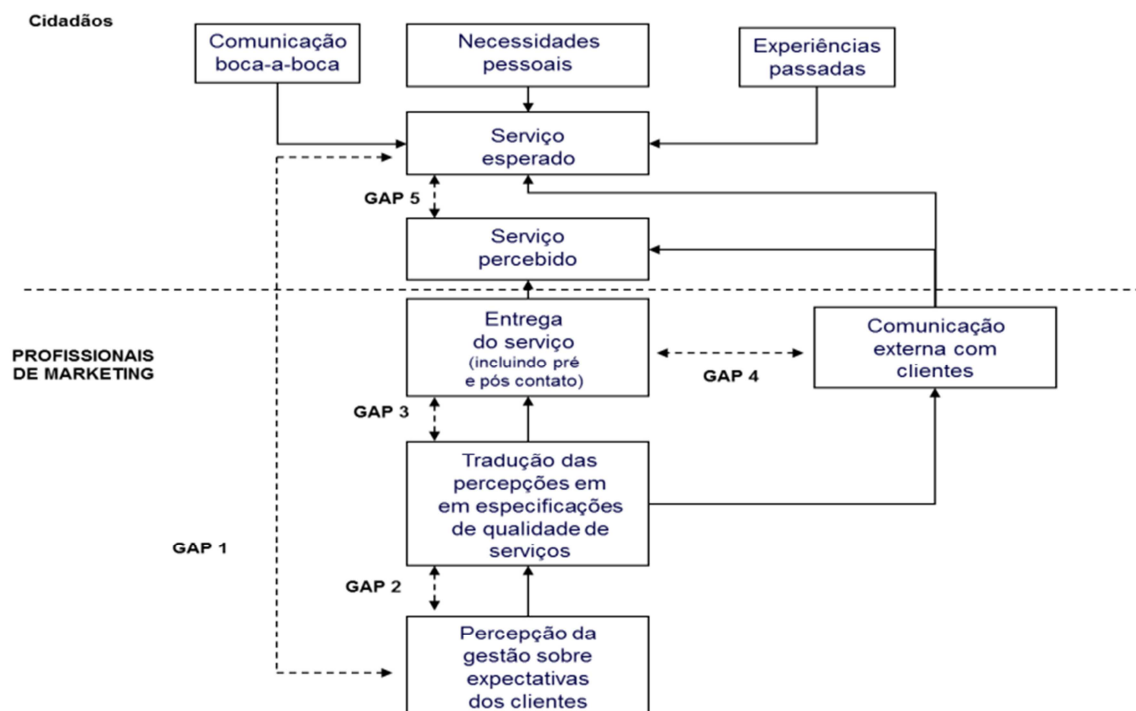 Cidadãos
Comunicação
boca-a-boca
Necessidades
pessoais
Experiências
passadas
Serviço
esperado
GAP 5
Serviço
percebido
PROFISSIONAIS
DE MARKETING
Entrega
do serviço
(incluindo pré
e pós contato)
GAP 4
Comunicação
externa com
clientes
GAP 3
Tradução das
percepções em
em especificações
de qualidade de
serviços
GAP 1
GAP 2
Percepção da
gestão sobre
expectativas
dos clientes